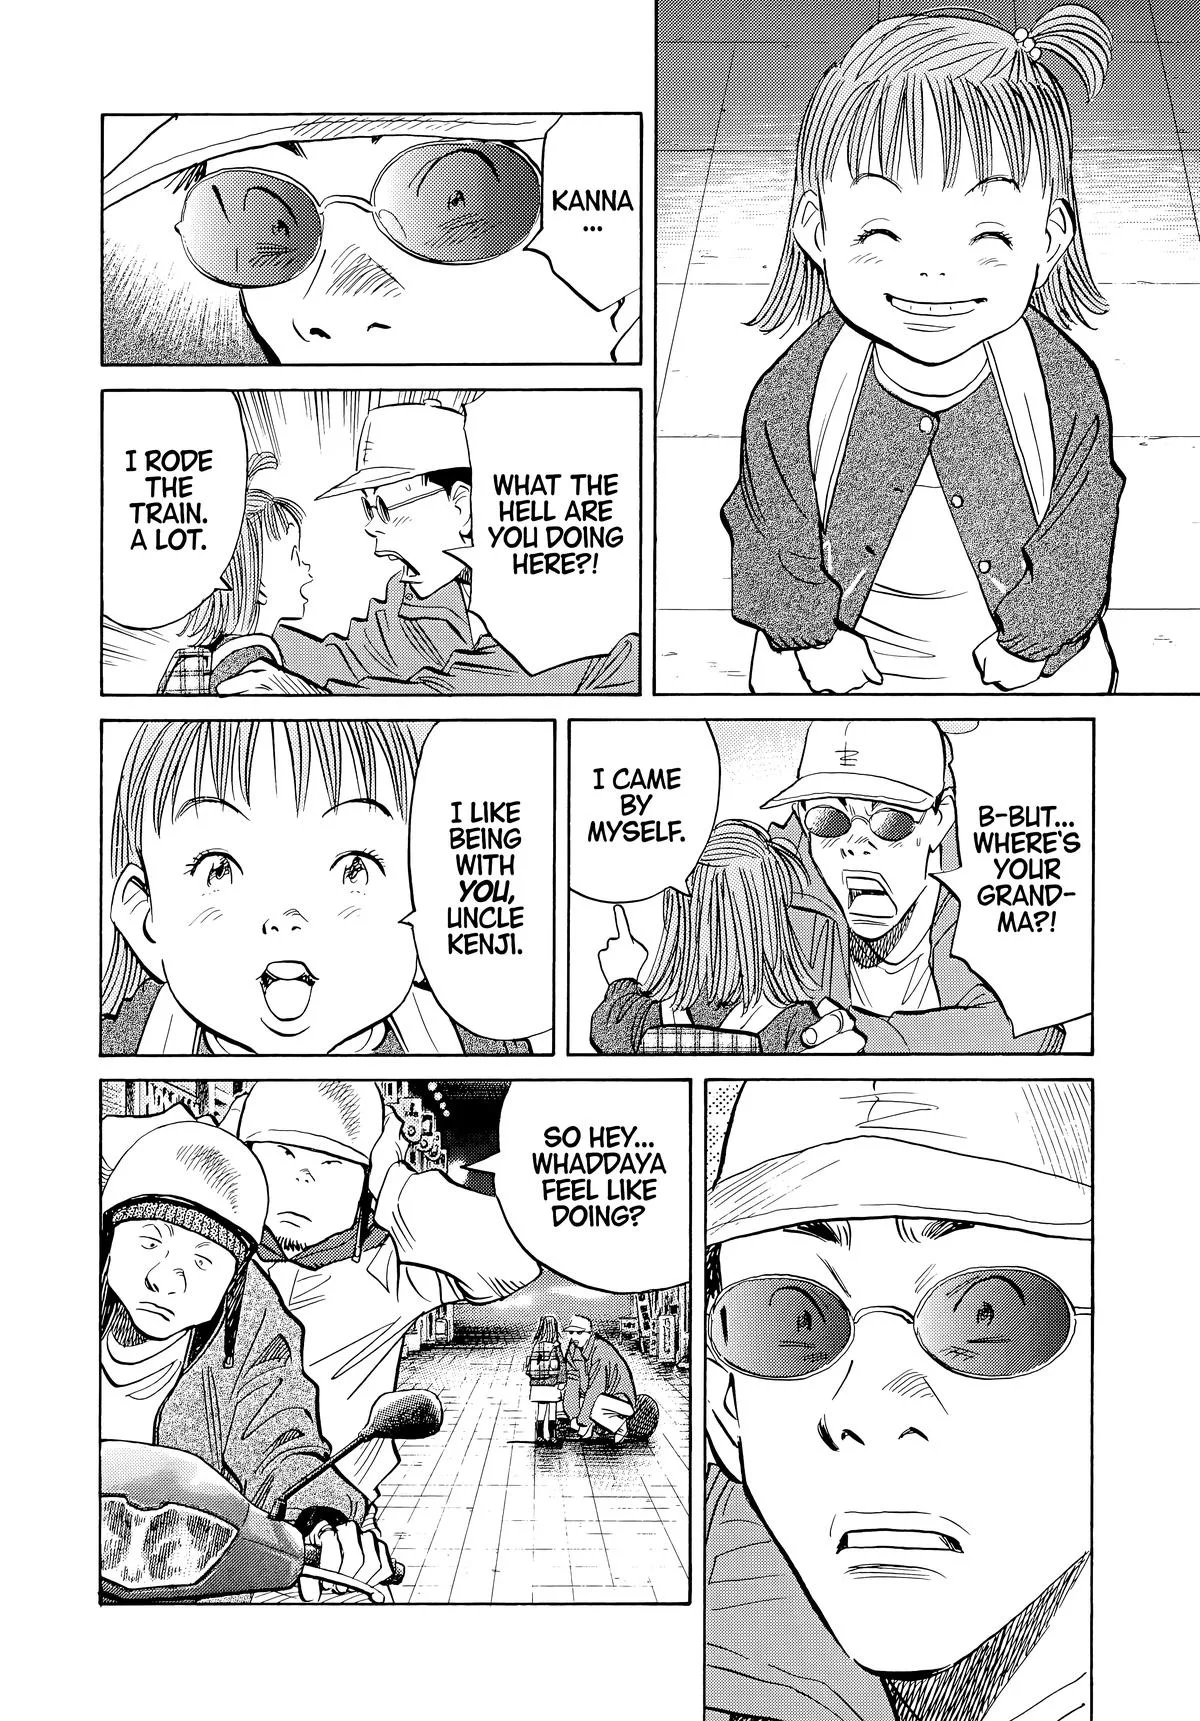 KANNA
...
WHAT THE
HELL ARE
YOU DOING
HERE?!
I RODE
THE
TRAIN.
A LOT.
B-BUT...
WHERE'S
YOUR
GRAND-
MA?!
I CAME
BY
MYSELF.
I LIKE
BEING
WITH
YOU,
UNCLE
KENJI.
SO HEY...
WHADDAYA
FEEL LIKE
DOING?